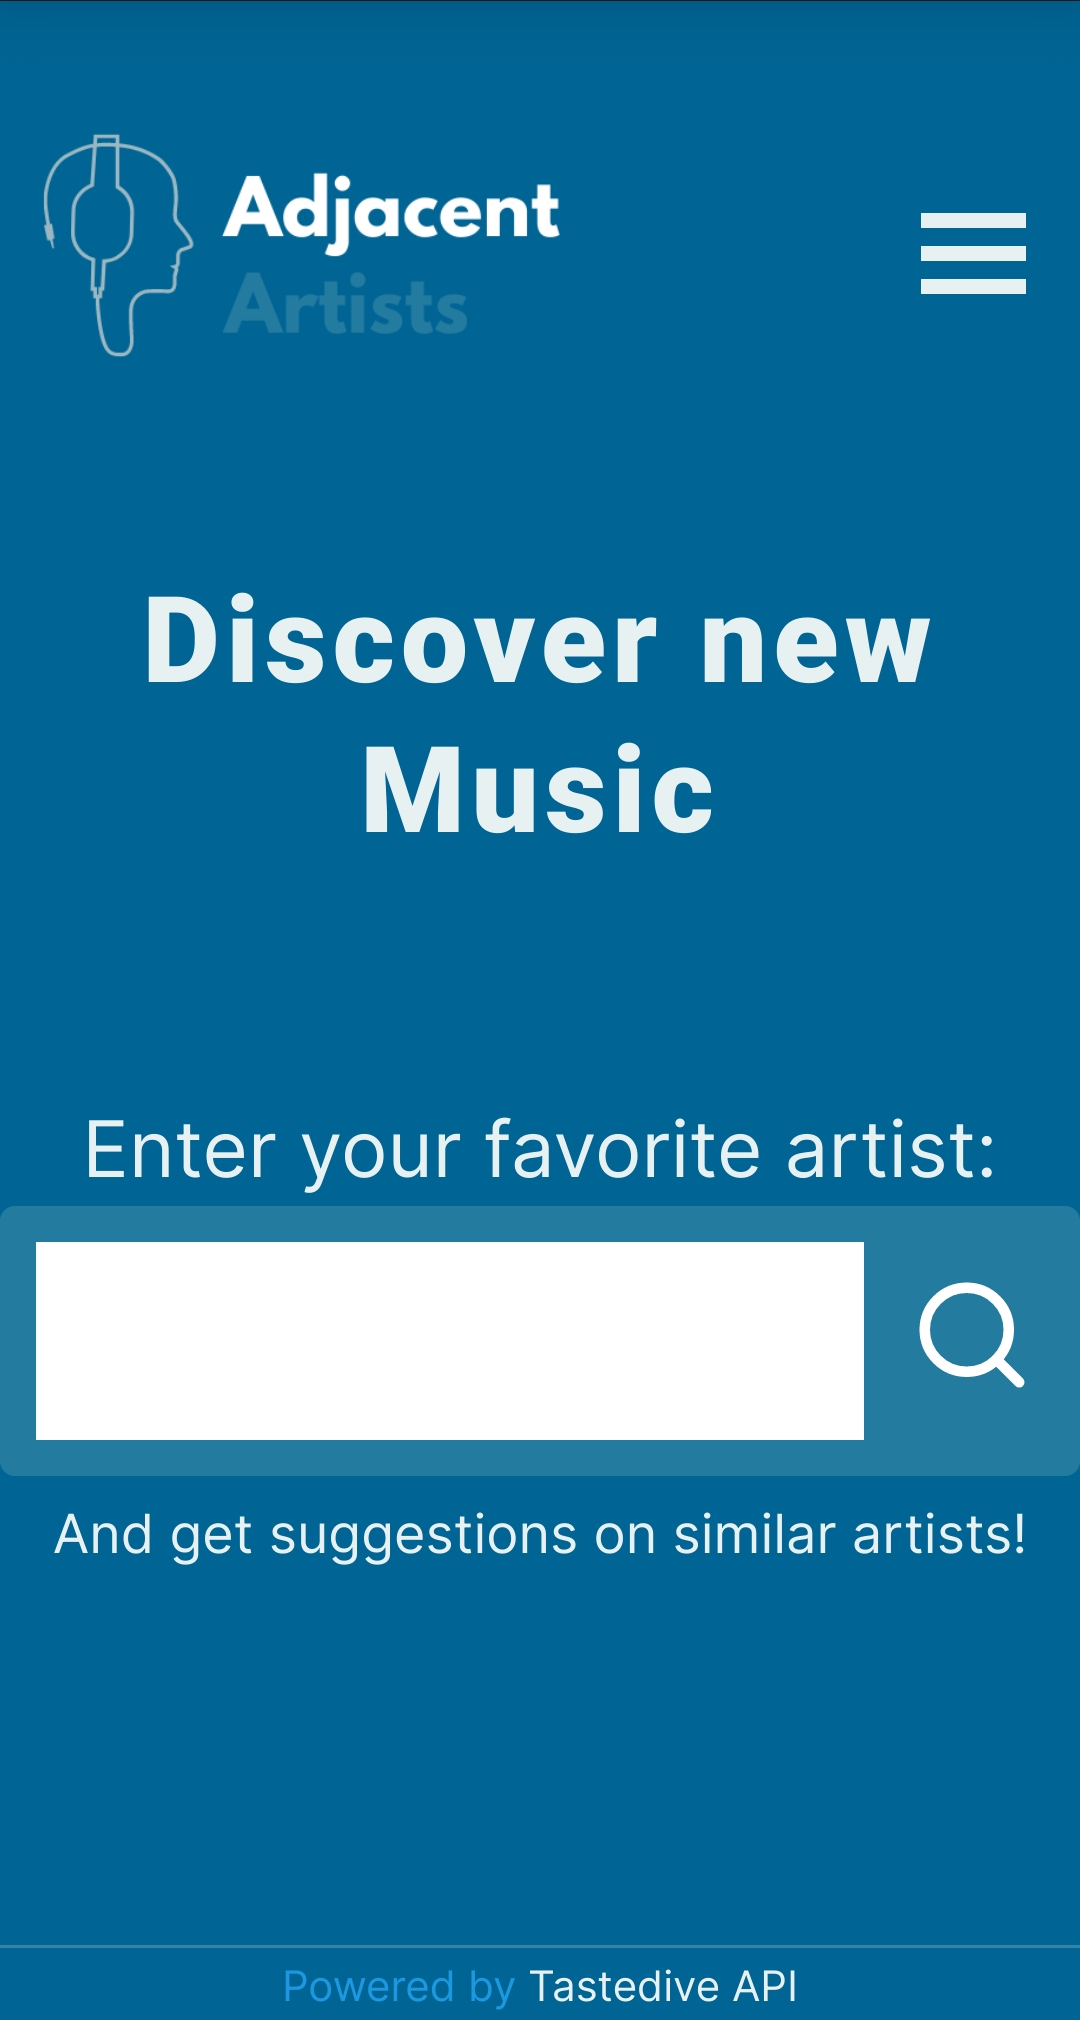 Adjacent
Artists
Discover new
Music
Enter your favorite artist:
And get suggestions on similar artists!
Powered by Tastedive API